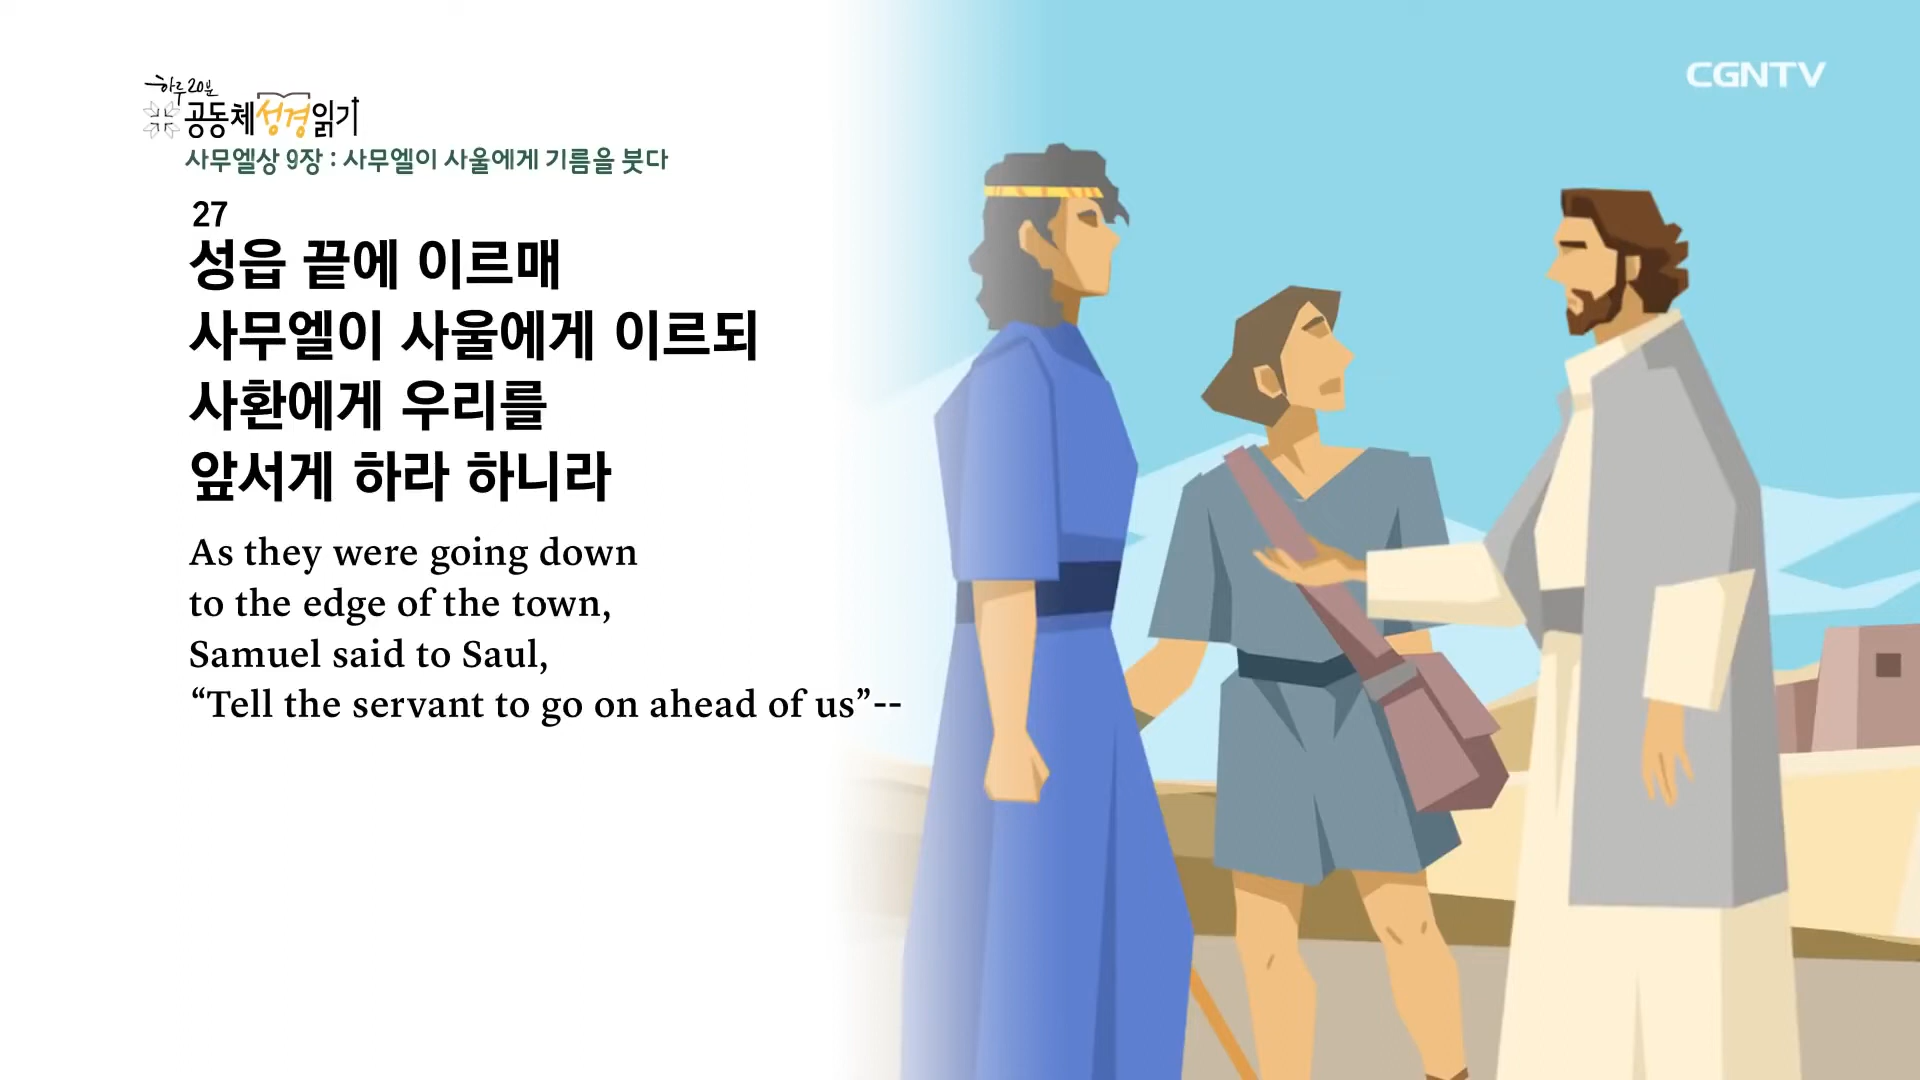 하루 20분
공동체성경읽기
CGNTV
사무엘상 9장 : 사무엘이 사울에게 기름을 붓다
27
성읍 끝에 이르매
사무엘이 사울에게 이르되
사환에게 우리를
앞서게 하라 하니라
As they were going down
to the edge of the town,
Samuel said to Saul,
“Tell the servant to go on ahead of us”--